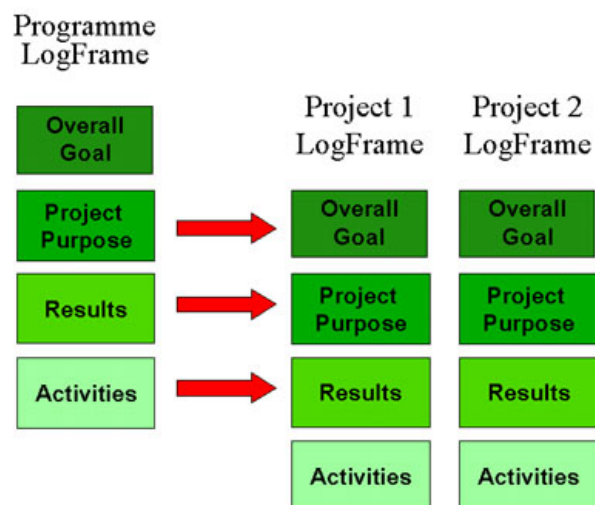 Programme
LogFrame
Overall
Goal
Project
Purpose
Results
Activities
Project 1
LogFrame
Overall
Goal
Project
Purpose
Results
Activities
Project 2
LogFrame
Overall
Goal
Project
Purpose
Results
Activities